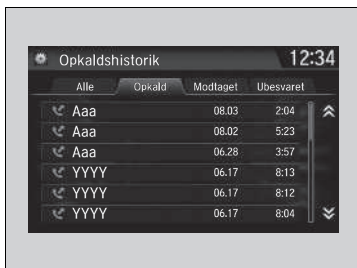 Opkaldshistorik 12:34
Alle Opkald Modtaget Ubesvaret
Aaa 08.03 2:04
Aaa 08.02 5:23
Aaa 06.28 3:57
YYYY 06.17 8:13
YYYY 06.17 8:12
YYYY 06.17 8:04